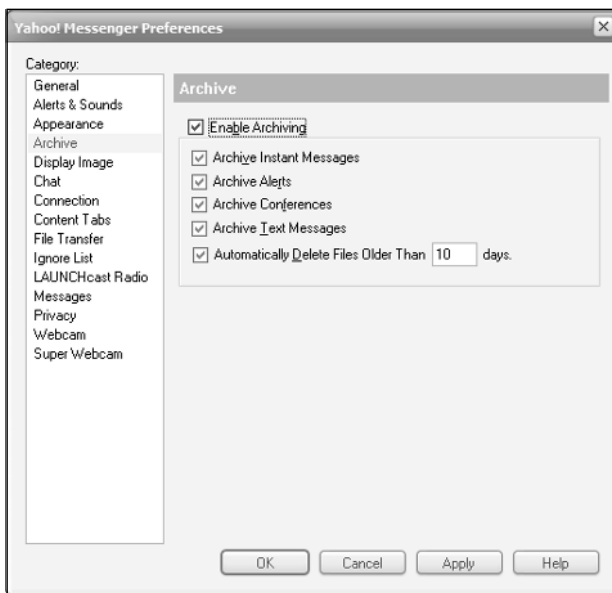 Yahoo! Messenger Preferences
Category:
General
Alerts & Sounds
Appearance
Archive
Display Image
Chat
Connection
Content Tabs
File Transfer
Ignore List
LAUNCHcast Radio
Messages
Privacy
Webcam
Super Webcam
Archive
Enable Archiving
Archive Instant Messages
Archive Alerts
Archive Conferences
Archive Text Messages
Automatically Delete Files Older Than 10 days.
OK Cancel Apply Help